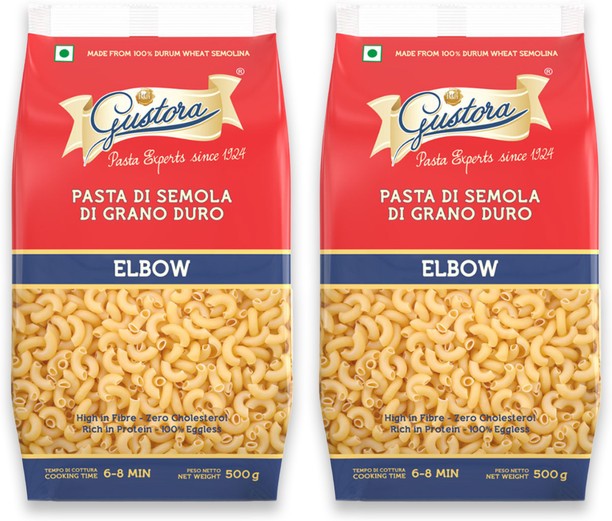 MADE FROM 100% DURUM WHEAT SEMOLINA
Gustora®
Pasta Experts since 1924
PASTA DI SEMOLA
DI GRANO DURO
ELBOW
High in Fibre - Zero Cholesterol
Rich in Protein - 100% Eggless
TEMPO DI COTTURA
COOKING TIME 6-8 MIN
PESO NETTO
NET WEIGHT 500g
MADE FROM 100% DURUM WHEAT SEMOLINA
Gustora®
Pasta Experts since 1924
PASTA DI SEMOLA
DI GRANO DURO
ELBOW
High in Fibre - Zero Cholesterol
Rich in Protein - 100% Eggless
TEMPO DI COTTURA
COOKING TIME 6-8 MIN
PESO NETTO
NET WEIGHT 500g